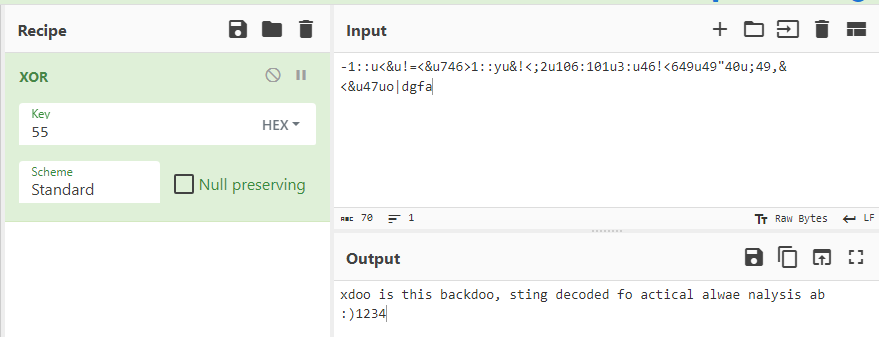 Recipe
XOR
Key
55
HEX
Scheme
Standard
Null preserving
Input
-1::u<&u!=<&u746>1::yu&!<;2u106:101u3:u46!<649u49"40u;49,&
<&u47uo|dgfa
ABC 70 1
Tт Raw Bytes LF
Output
xdoo is this backdoo, sting decoded fo actical alwae nalysis ab
:)1234